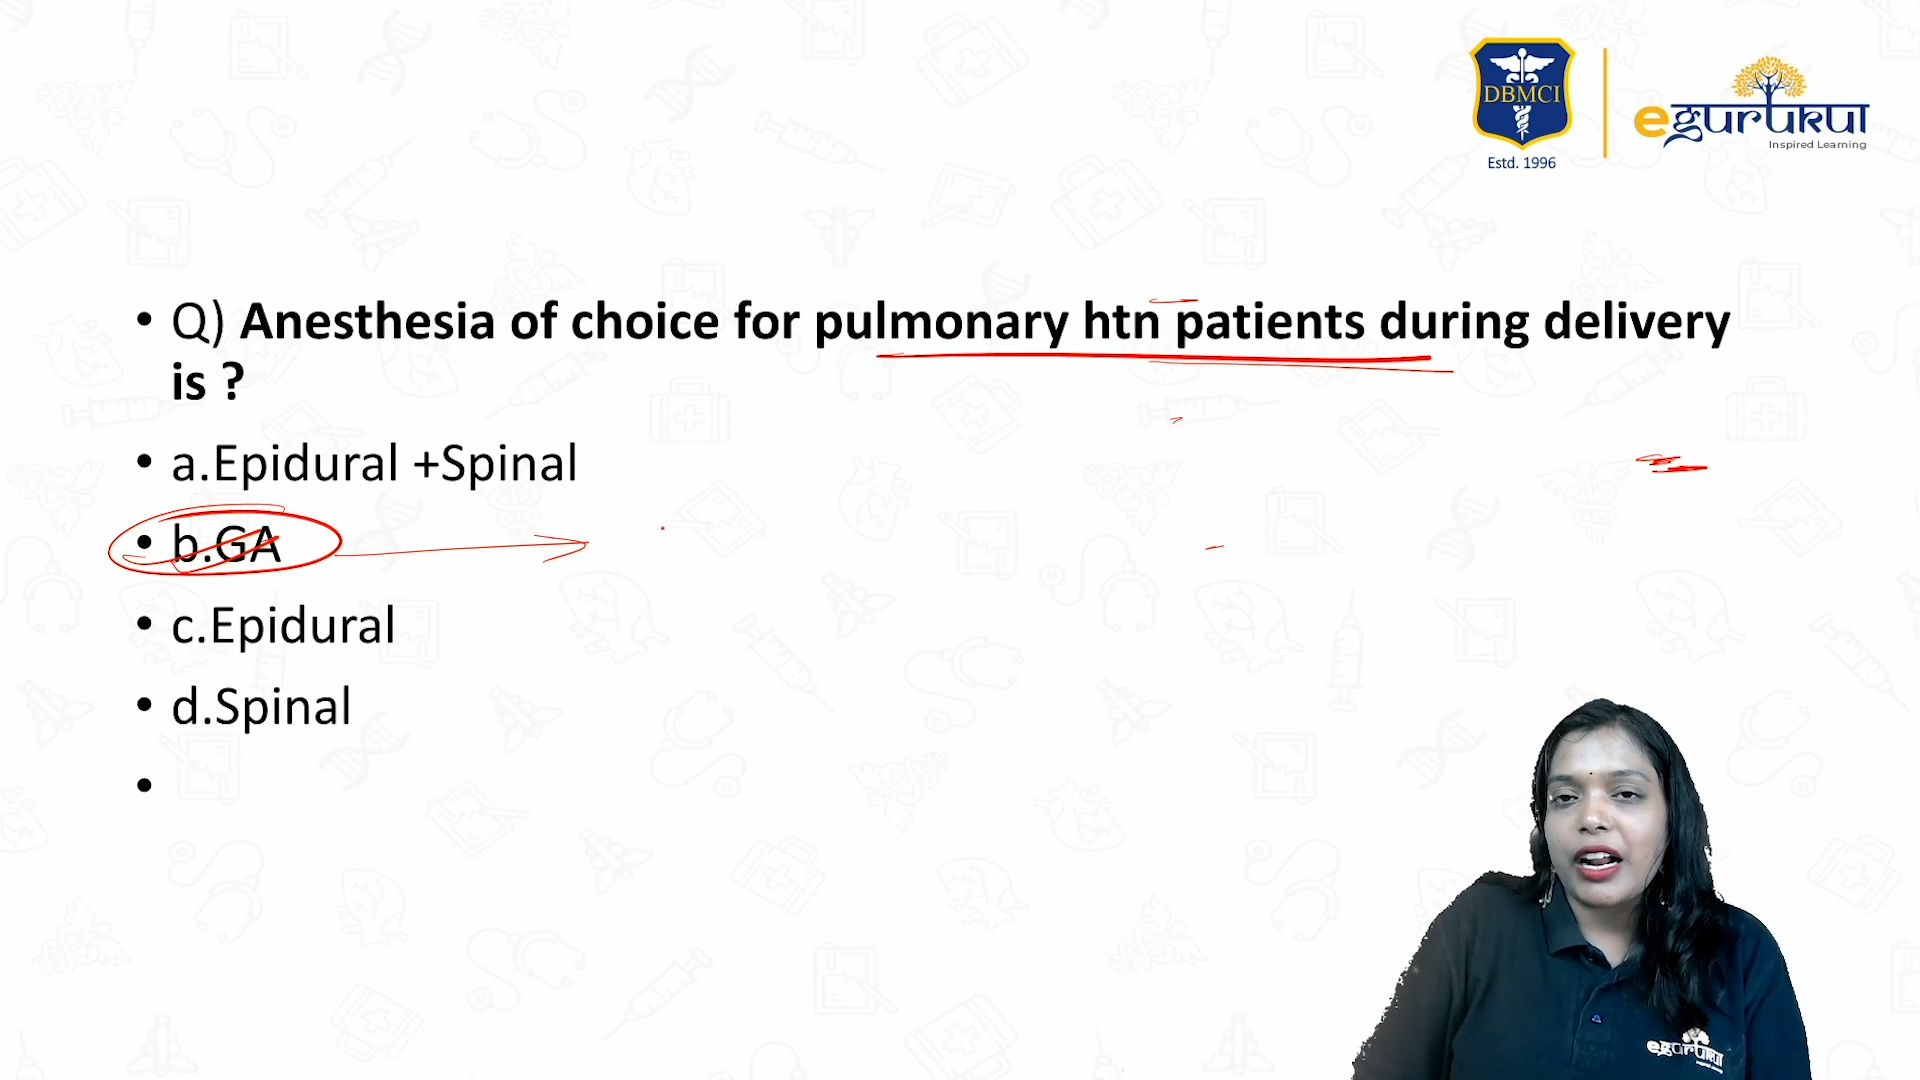 DBMCI
Estd. 1996
egurukul
Inspired Learning
• Q) Anesthesia of choice for pulmonary htn patients during delivery
is ?
• a.Epidural +Spinal
• b.GA
• c.Epidural
• d.Spinal
•
egurukul